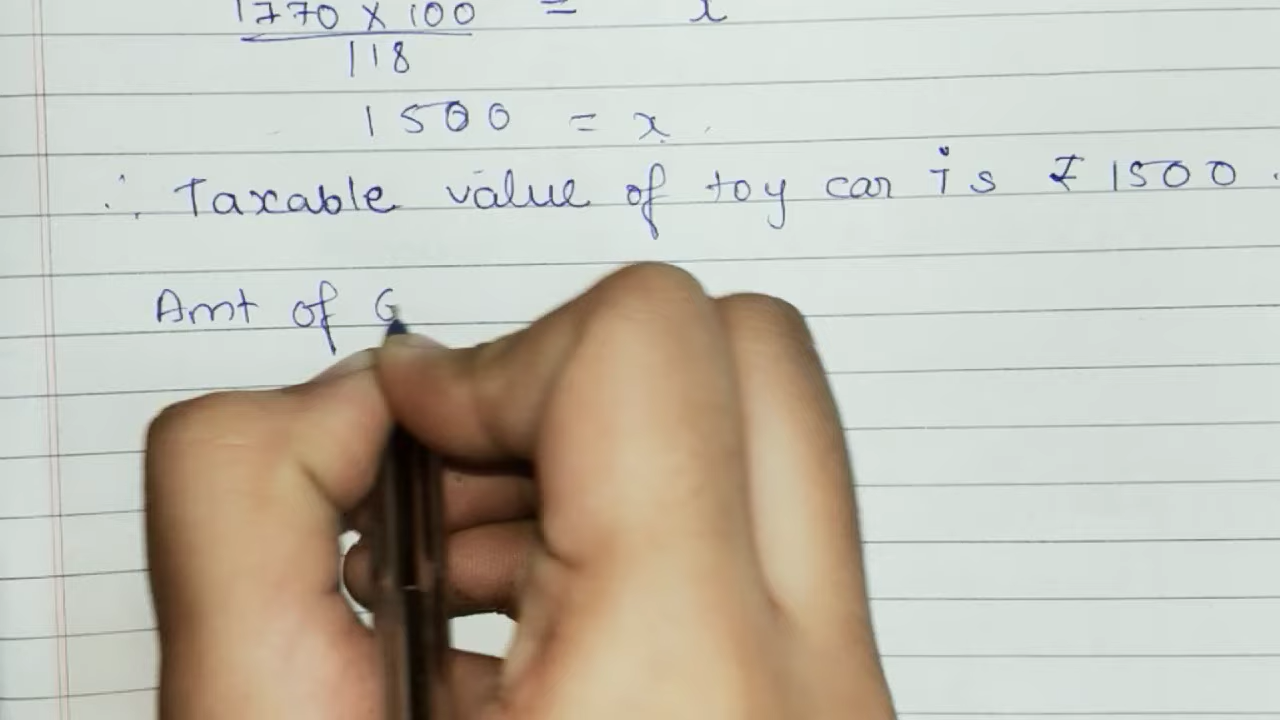 1770 × 100 = x
118
1500 = x
∴ Taxable value of toy car is ₹ 1500.
Amt of G